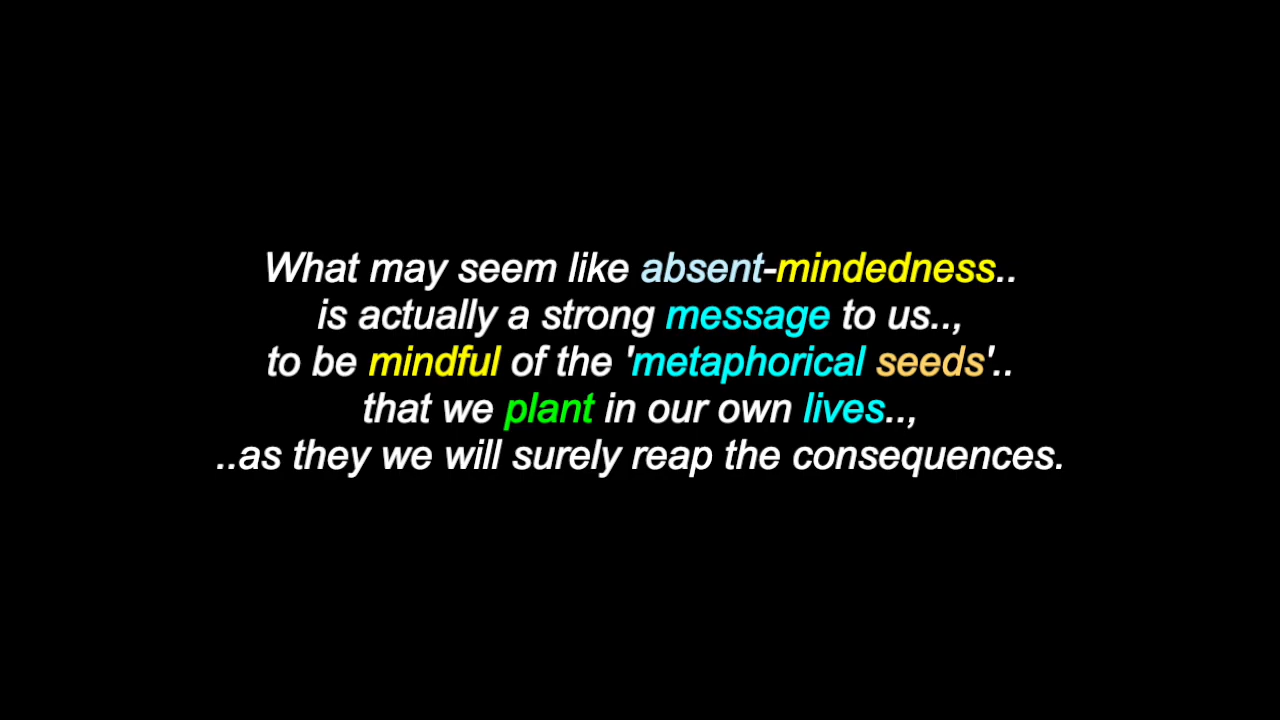 What may seem like absent-mindedness..
is actually a strong message to us..,
to be mindful of the 'metaphorical seeds'..
that we plant in our own lives..,
..as they we will surely reap the consequences.